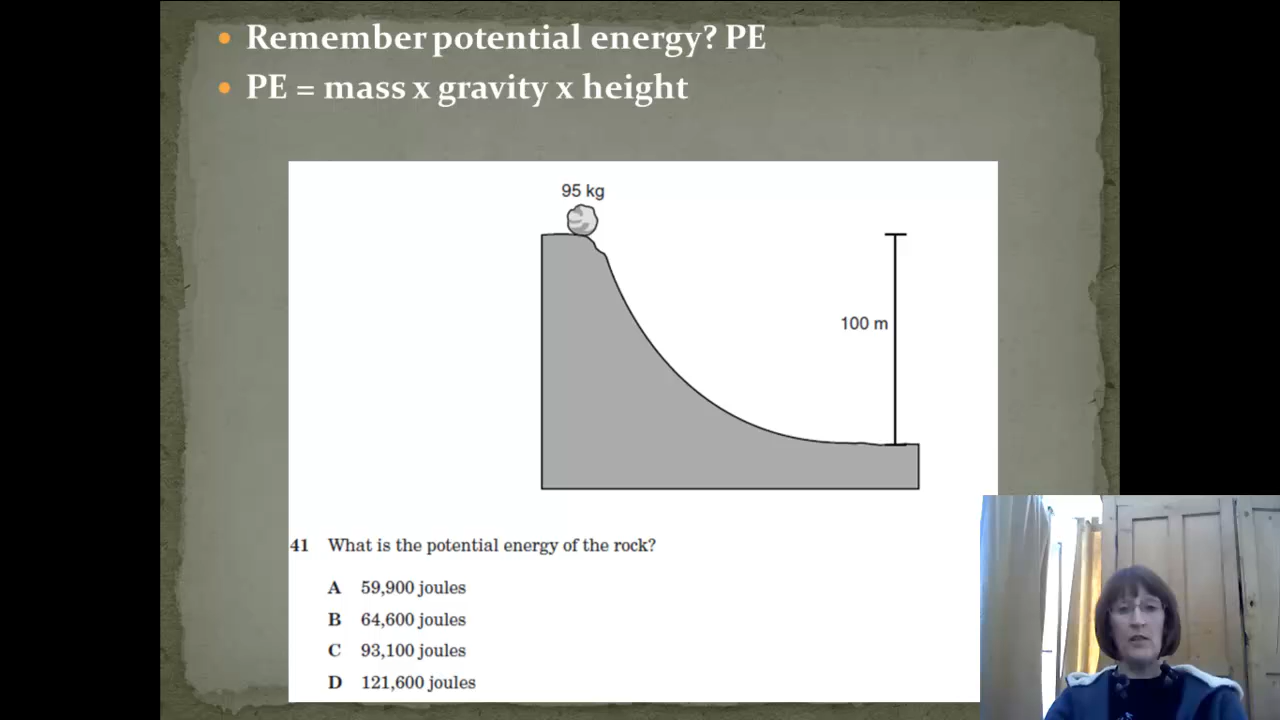 Remember potential energy? PE
PE = mass x gravity x height
95 kg
100 m
41 What is the potential energy of the rock?
A 59,900 joules
B 64,600 joules
C 93,100 joules
D 121,600 joules